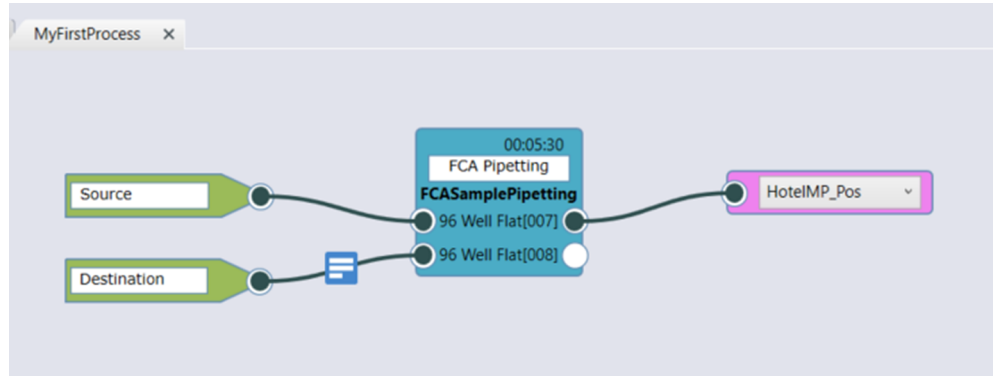 MyFirstProcess
00:05:30
FCA Pipetting
FCASamplePipetting
Source
HotelMP_Pos
96 Well Flat[007]
96 Well Flat[008]
Destination